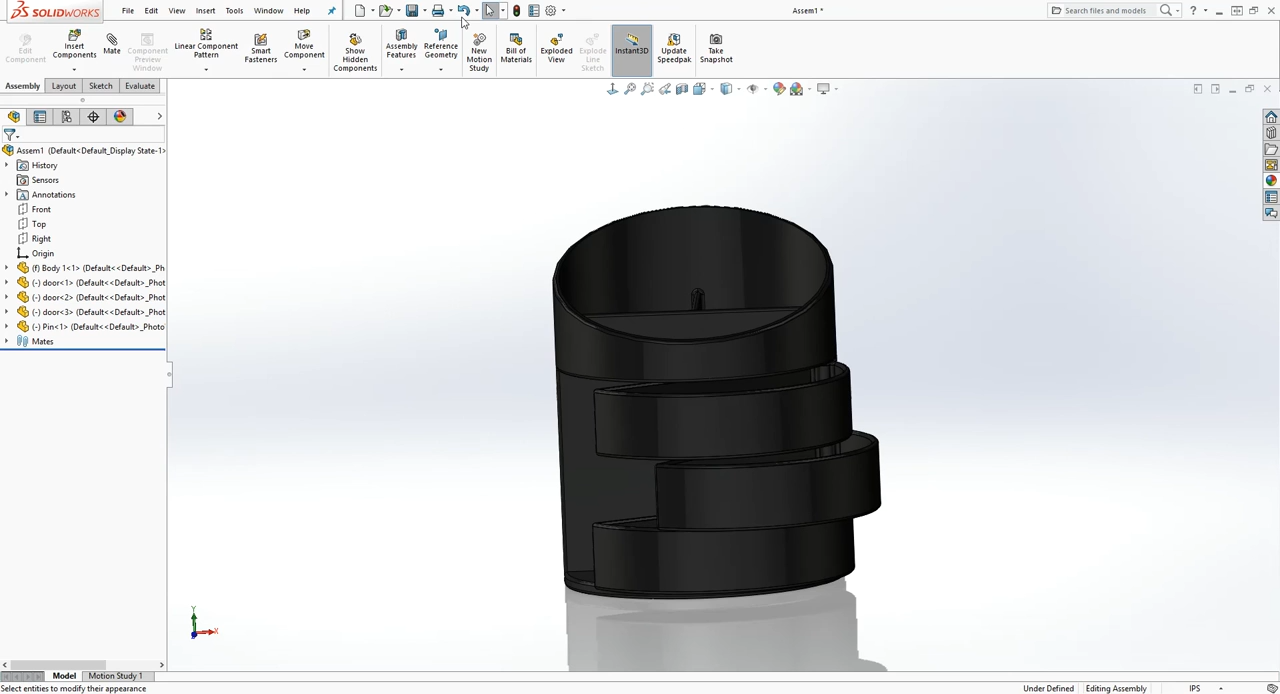 SOLIDWORKS File Edit View Insert Tools Window Help Assem1 * Search files and models
Edit Component
Insert Components
Mate
Component Preview Window
Linear Component Pattern
Smart Fasteners
Move Component
Show Hidden Components
Assembly Features
Reference Geometry
New Motion Study
Bill of Materials
Exploded View
Explode Line Sketch
Instant3D
Update Speedpak
Take Snapshot
Assembly Layout Sketch Evaluate
Assem1 (Default<Default_Display State-1>
History
Sensors
Annotations
Front
Top
Right
Origin
(f) Body 1<1> (Default<<Default>_Ph
(-) door<1> (Default<<Default>_Phot
(-) door<2> (Default<<Default>_Phot
(-) door<3> (Default<<Default>_Phot
(-) Pin<1> (Default<<Default>_Photo
Mates
Y
X
Model Motion Study 1
Select entities to modify their appearance Under Defined Editing Assembly IPS